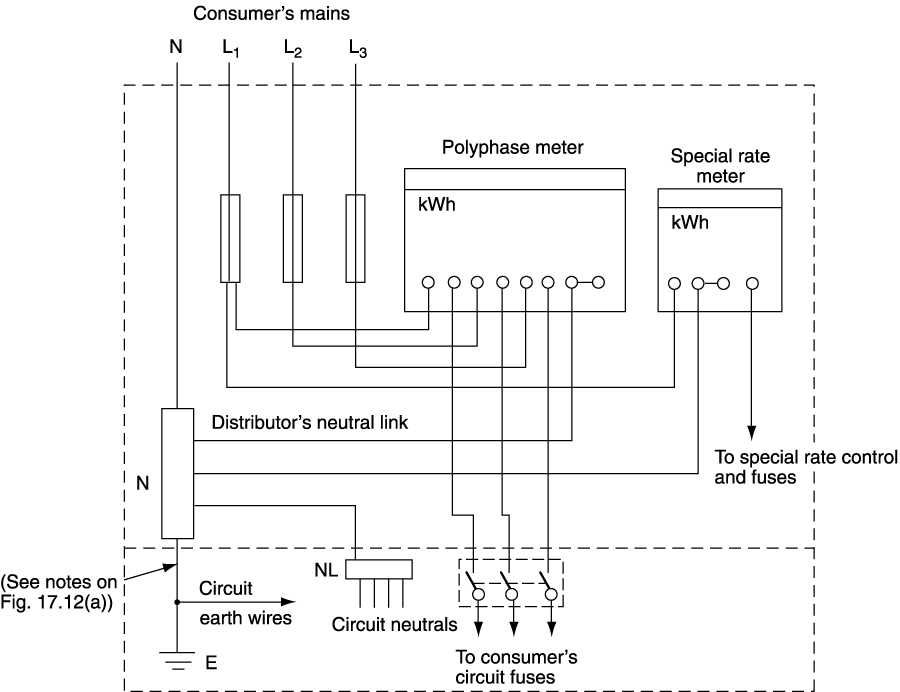 Consumer's mains
N L1 L2 L3
Polyphase meter
Special rate
meter
kWh
kWh
Distributor's neutral link
To special rate control
and fuses
N
(See notes on
Fig. 17.12(a))
NL
Circuit
earth wires
Circuit neutrals
E
To consumer's
circuit fuses